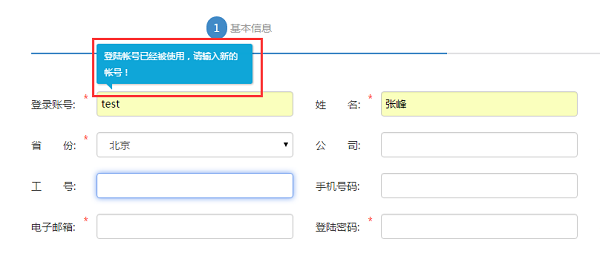 1 基本信息
登陆帐号已经被使用，请输入新的
帐号！
登录账号: * test 姓 名: * 张峰
省 份: * 北京 公 司:
工 号: 手机号码:
电子邮箱: * 登陆密码: *